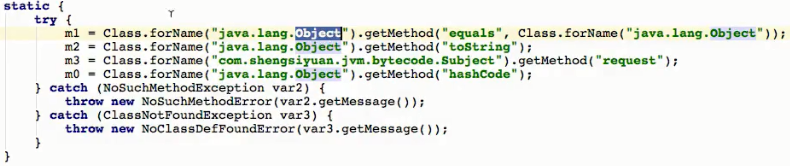 static {
    try {
        m1 = Class.forName("java.lang.Object").getMethod("equals", Class.forName("java.lang.Object"));
        m2 = Class.forName("java.lang.Object").getMethod("toString");
        m3 = Class.forName("com.shengsiyuan.jvm.bytecode.Subject").getMethod("request");
        m0 = Class.forName("java.lang.Object").getMethod("hashCode");
    } catch (NoSuchMethodException var2) {
        throw new NoSuchMethodError(var2.getMessage());
    } catch (ClassNotFoundException var3) {
        throw new NoClassDefFoundError(var3.getMessage());
    }
}